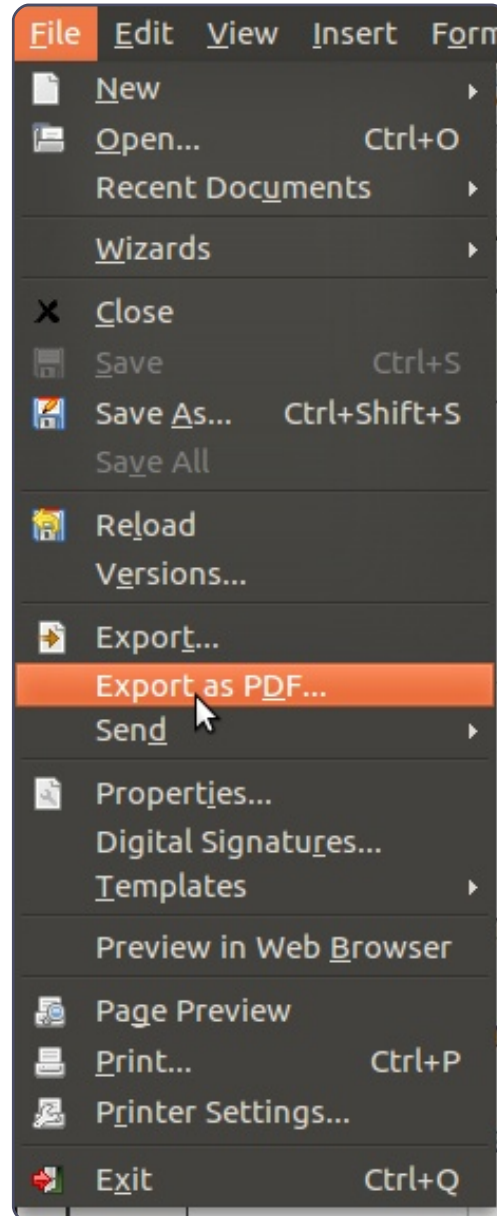 File Edit View Insert Form
New
Open... Ctrl+O
Recent Documents
Wizards
Close
Save Ctrl+S
Save As... Ctrl+Shift+S
Save All
Reload
Versions...
Export...
Export as PDF...
Send
Properties...
Digital Signatures...
Templates
Preview in Web Browser
Page Preview
Print... Ctrl+P
Printer Settings...
Exit Ctrl+Q